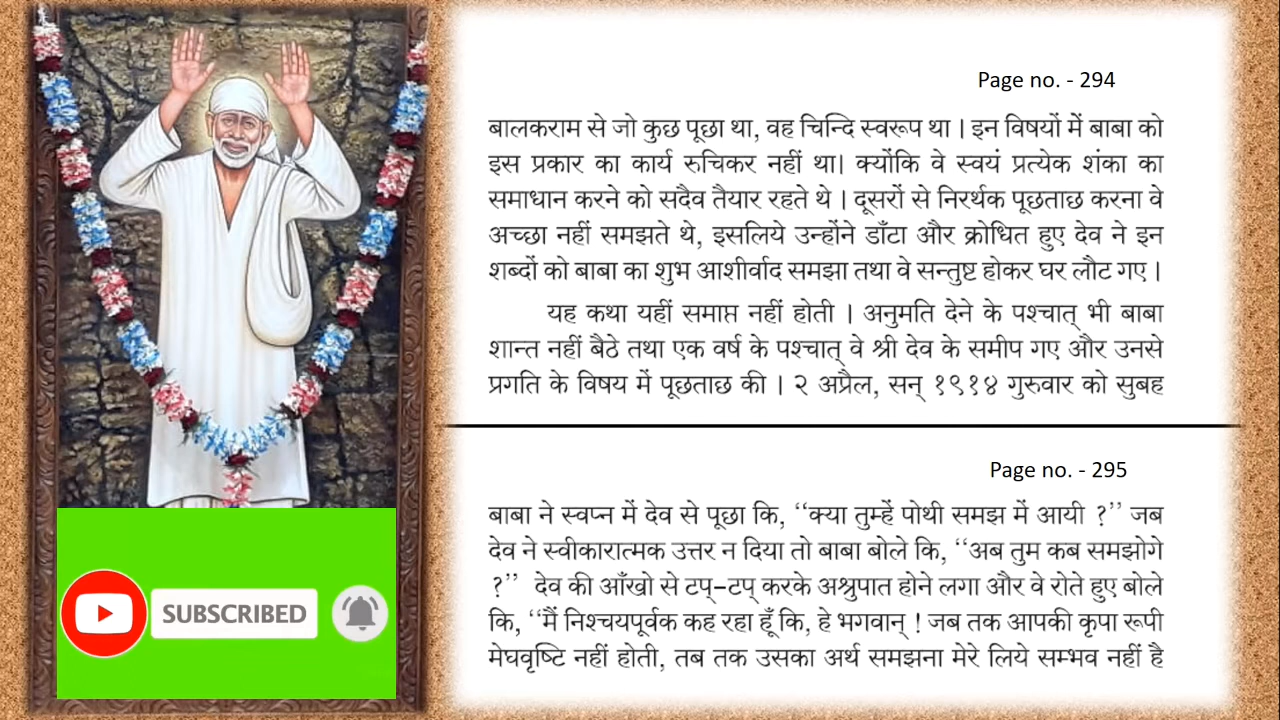 Page no. - 294
बालकराम से जो कुछ पूछा था, वह चिन्दि स्वरूप था । इन विषयों में बाबा को
इस प्रकार का कार्य रुचिकर नहीं था। क्योंकि वे स्वयं प्रत्येक शंका का
समाधान करने को सदैव तैयार रहते थे । दूसरों से निरर्थक पूछताछ करना वे
अच्छा नहीं समझते थे, इसलिये उन्होंने डाँटा और क्रोधित हुए देव ने इन
शब्दों को बाबा का शुभ आशीर्वाद समझा तथा वे सन्तुष्ट होकर घर लौट गए ।
यह कथा यहीं समाप्त नहीं होती । अनुमति देने के पश्चात् भी बाबा
शान्त नहीं बैठे तथा एक वर्ष के पश्चात् वे श्री देव के समीप गए और उनसे
प्रगति के विषय में पूछताछ की । २ अप्रैल, सन् १९१४ गुरुवार को सुबह
Page no. - 295
बाबा ने स्वप्न में देव से पूछा कि, ‘‘क्या तुम्हें पोथी समझ में आयी ?’’ जब
देव ने स्वीकारात्मक उत्तर न दिया तो बाबा बोले कि, ‘‘अब तुम कब समझोगे
?’’ देव की आँखो से टप्–टप् करके अश्रुपात होने लगा और वे रोते हुए बोले
कि, ‘‘मैं निश्चयपूर्वक कह रहा हूँ कि, हे भगवान् ! जब तक आपकी कृपा रूपी
मेघवृष्टि नहीं होती, तब तक उसका अर्थ समझना मेरे लिये सम्भव नहीं है
SUBSCRIBED